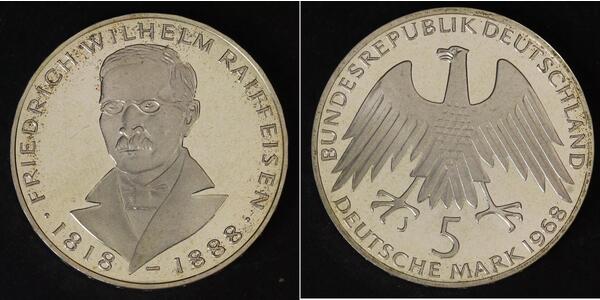 FRIEDRICH WILHELM RAIFFEISEN
· 1818 – 1888 ·
BUNDESREPUBLIK DEUTSCHLAND
J
5
DEUTSCHE MARK 1968